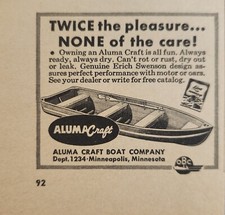 TWICE the pleasure...
NONE of the care!
● Owning an Aluma Craft is all fun. Always
ready, always dry. Can't rot or rust, dry out
or leak. Genuine Erich Swenson design as-
sures perfect performance with motor or oars.
See your dealer or write for free catalog.
ALUMACraft
ALUMA CRAFT BOAT COMPANY
Dept. 1234 · Minneapolis, Minnesota
OBC
92